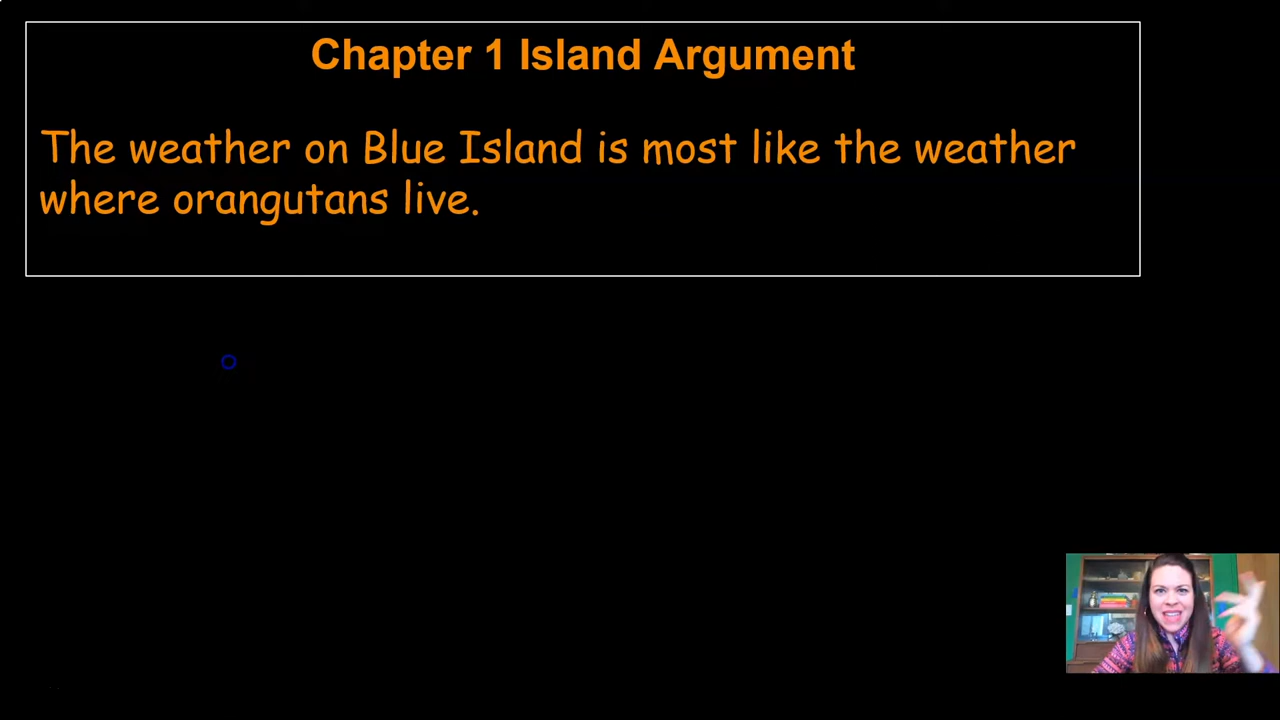 Chapter 1 Island Argument
The weather on Blue Island is most like the weather
where orangutans live.